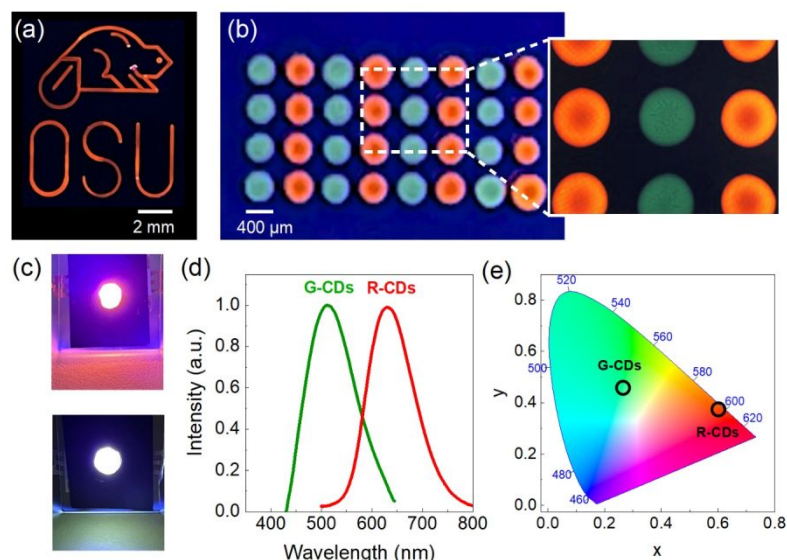 (a)
OSU
2 mm
(b)
400 μm
(c)
(d)
G-CDs R-CDs
Intensity (a.u.)
1.0
0.8
0.6
0.4
0.2
0.0
400 500 600 700 800
Wavelength (nm)
(e)
y
0.8
0.6
0.4
0.2
0.0
520
540
560
500
580
600
620
480
460
G-CDs
R-CDs
0.0 0.2 0.4 0.6 0.8
x